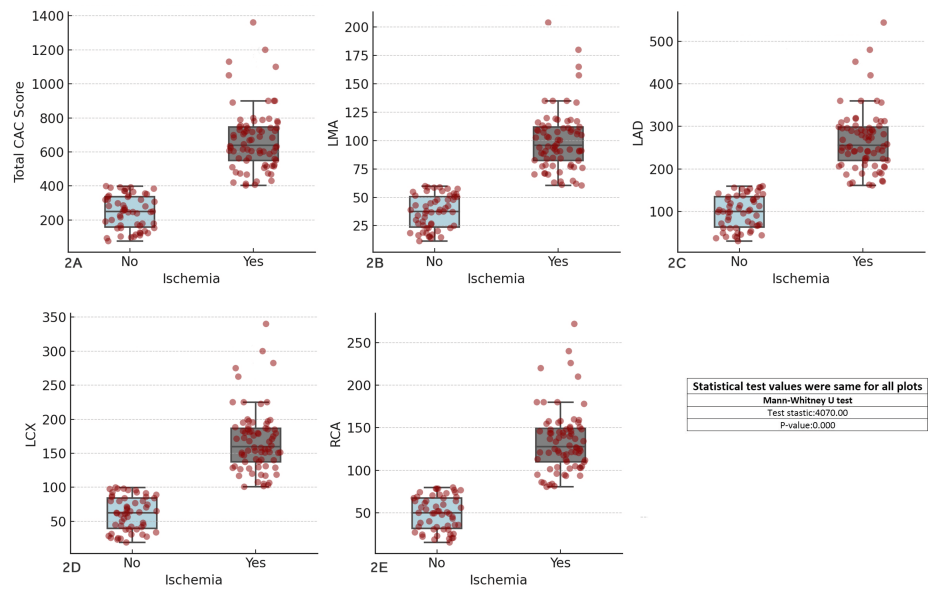 Total CAC Score
1400
1200
1000
800
600
400
200
No
Yes
2A
Ischemia
LMA
200
175
150
125
100
75
50
25
No
Yes
2B
Ischemia
LAD
500
400
300
200
100
No
Yes
2C
Ischemia
LCX
350
300
250
200
150
100
50
No
Yes
2D
Ischemia
RCA
250
200
150
100
50
No
Yes
2E
Ischemia
Statistical test values were same for all plots
Mann-Whitney U test
Test stastic:4070.00
P-value:0.000